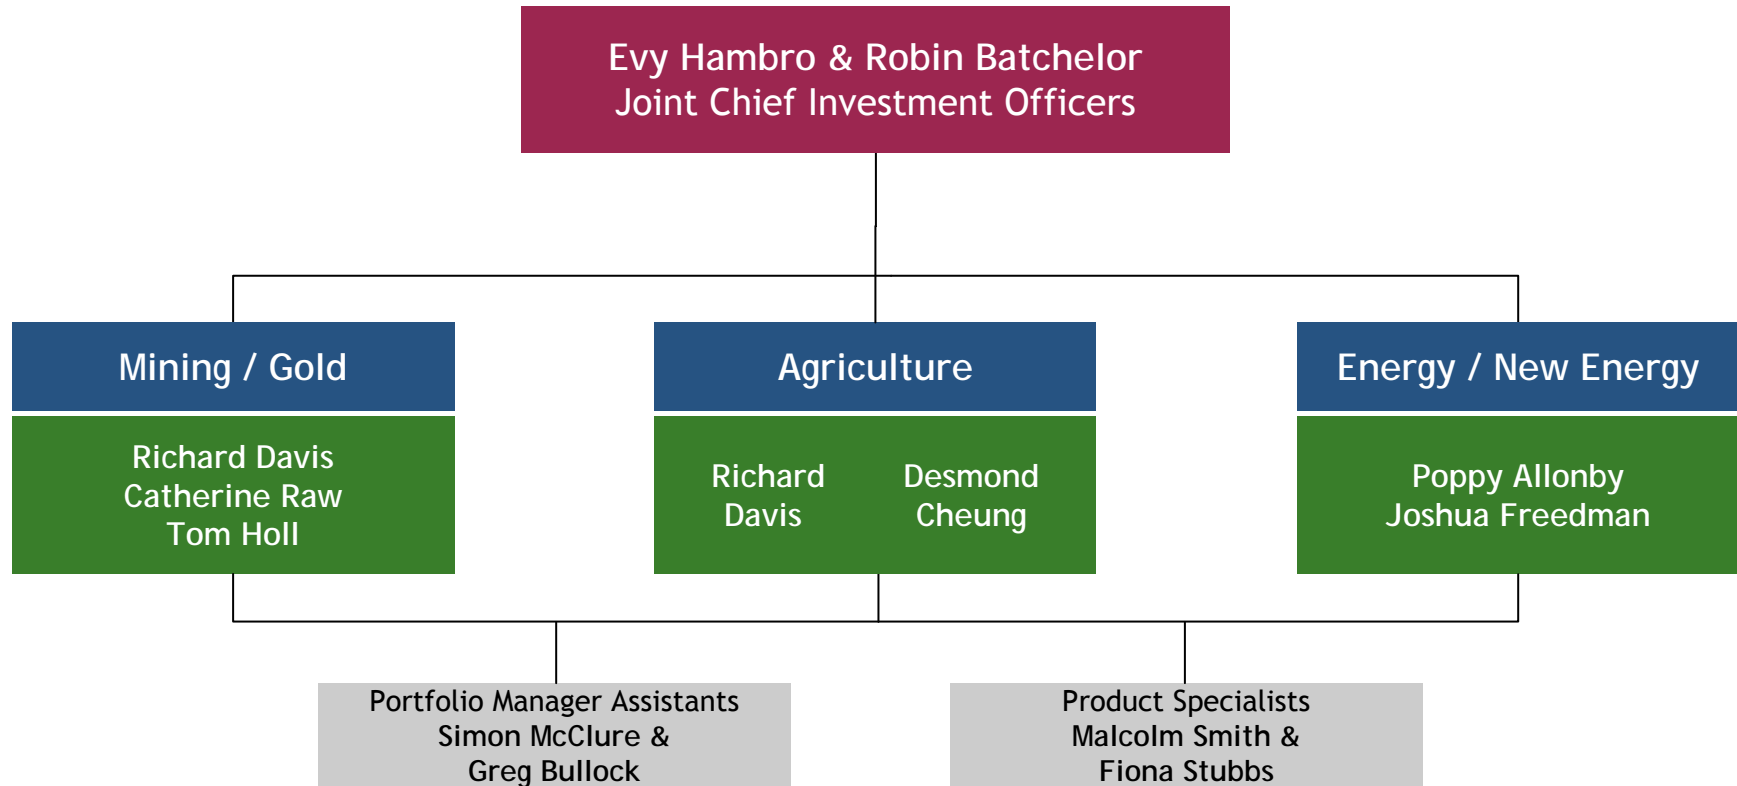 Evy Hambro & Robin Batchelor
Joint Chief Investment Officers
Mining / Gold
Agriculture
Energy / New Energy
Richard Davis
Catherine Raw
Tom Holl
Richard
Davis
Desmond
Cheung
Poppy Allonby
Joshua Freedman
Portfolio Manager Assistants
Simon McClure &
Greg Bullock
Product Specialists
Malcolm Smith &
Fiona Stubbs